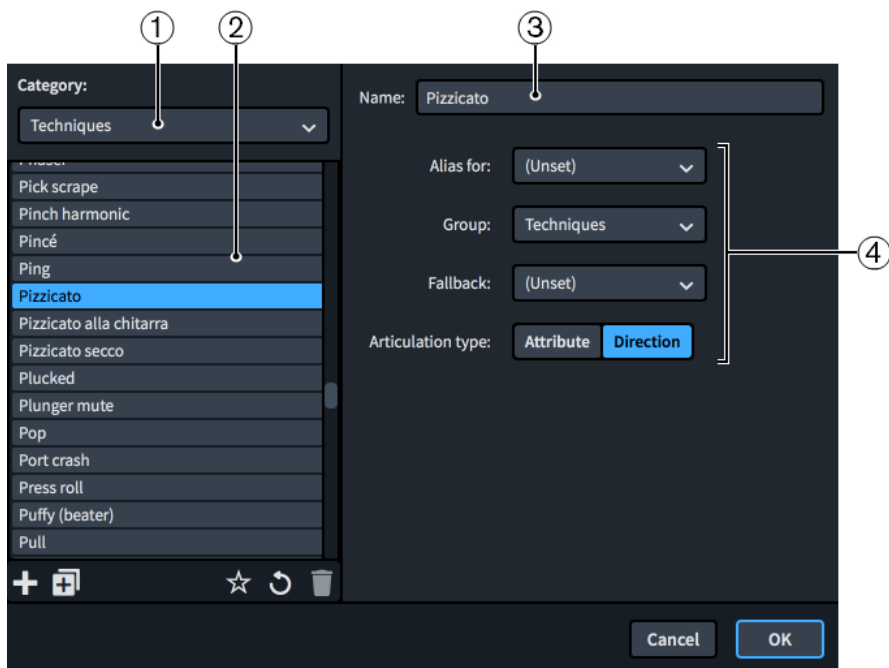 ① ② ③
Category:
Techniques
Phaser
Pick scrape
Pinch harmonic
Pincé
Ping
Pizzicato
Pizzicato alla chitarra
Pizzicato secco
Plucked
Plunger mute
Pop
Port crash
Press roll
Puffy (beater)
Pull
Name: Pizzicato
Alias for: (Unset)
Group: Techniques
Fallback: (Unset)
Articulation type: Attribute Direction
④
Cancel OK